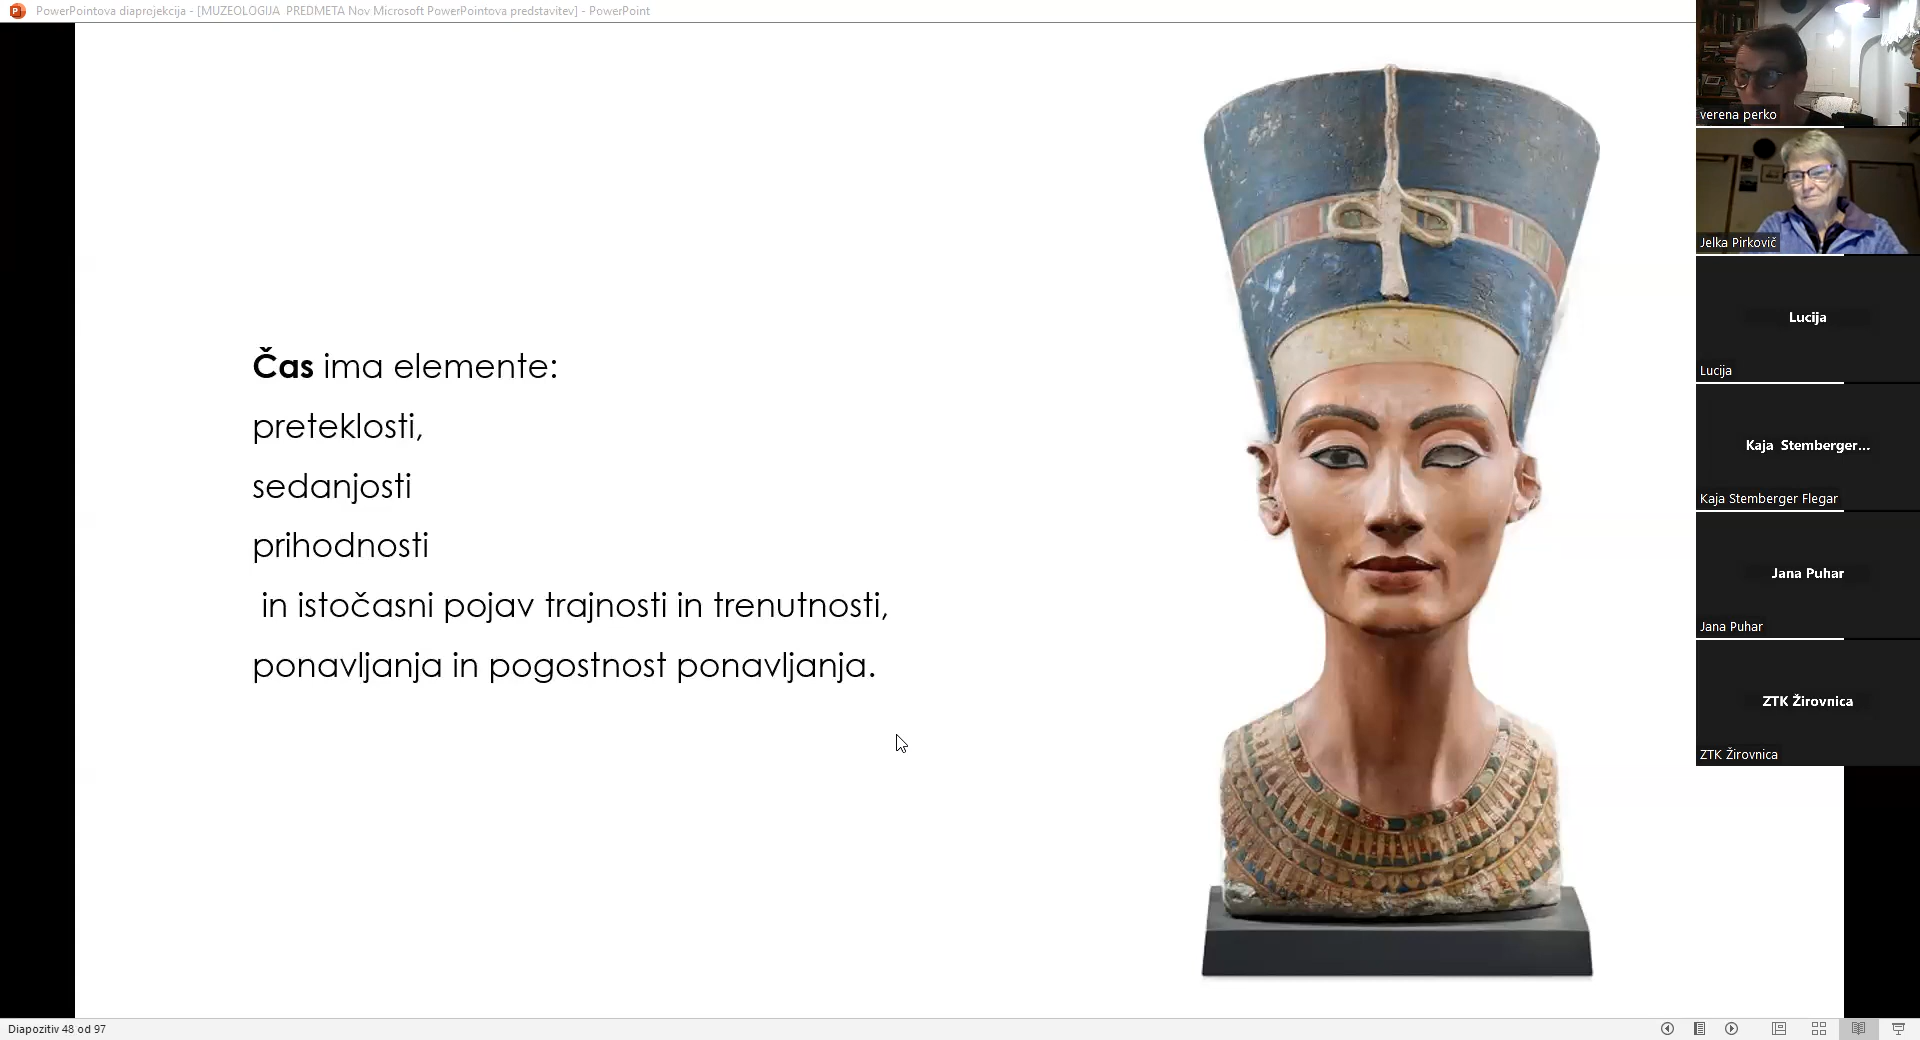 PowerPointova diaprojekcija - [MUZEOLOGIJA  PREDMETA Nov Microsoft PowerPointova predstavitev] - PowerPoint
Čas ima elemente:
preteklosti,
sedanjosti
prihodnosti
in istočasni pojav trajnosti in trenutnosti,
ponavljanja in pogostnost ponavljanja.
verena perko
Jelka Pirkovič
Lucija
Lucija
Kaja Stemberger...
Kaja Stemberger Flegar
Jana Puhar
Jana Puhar
ZTK Žirovnica
ZTK Žirovnica
Diapozitiv 48 od 97